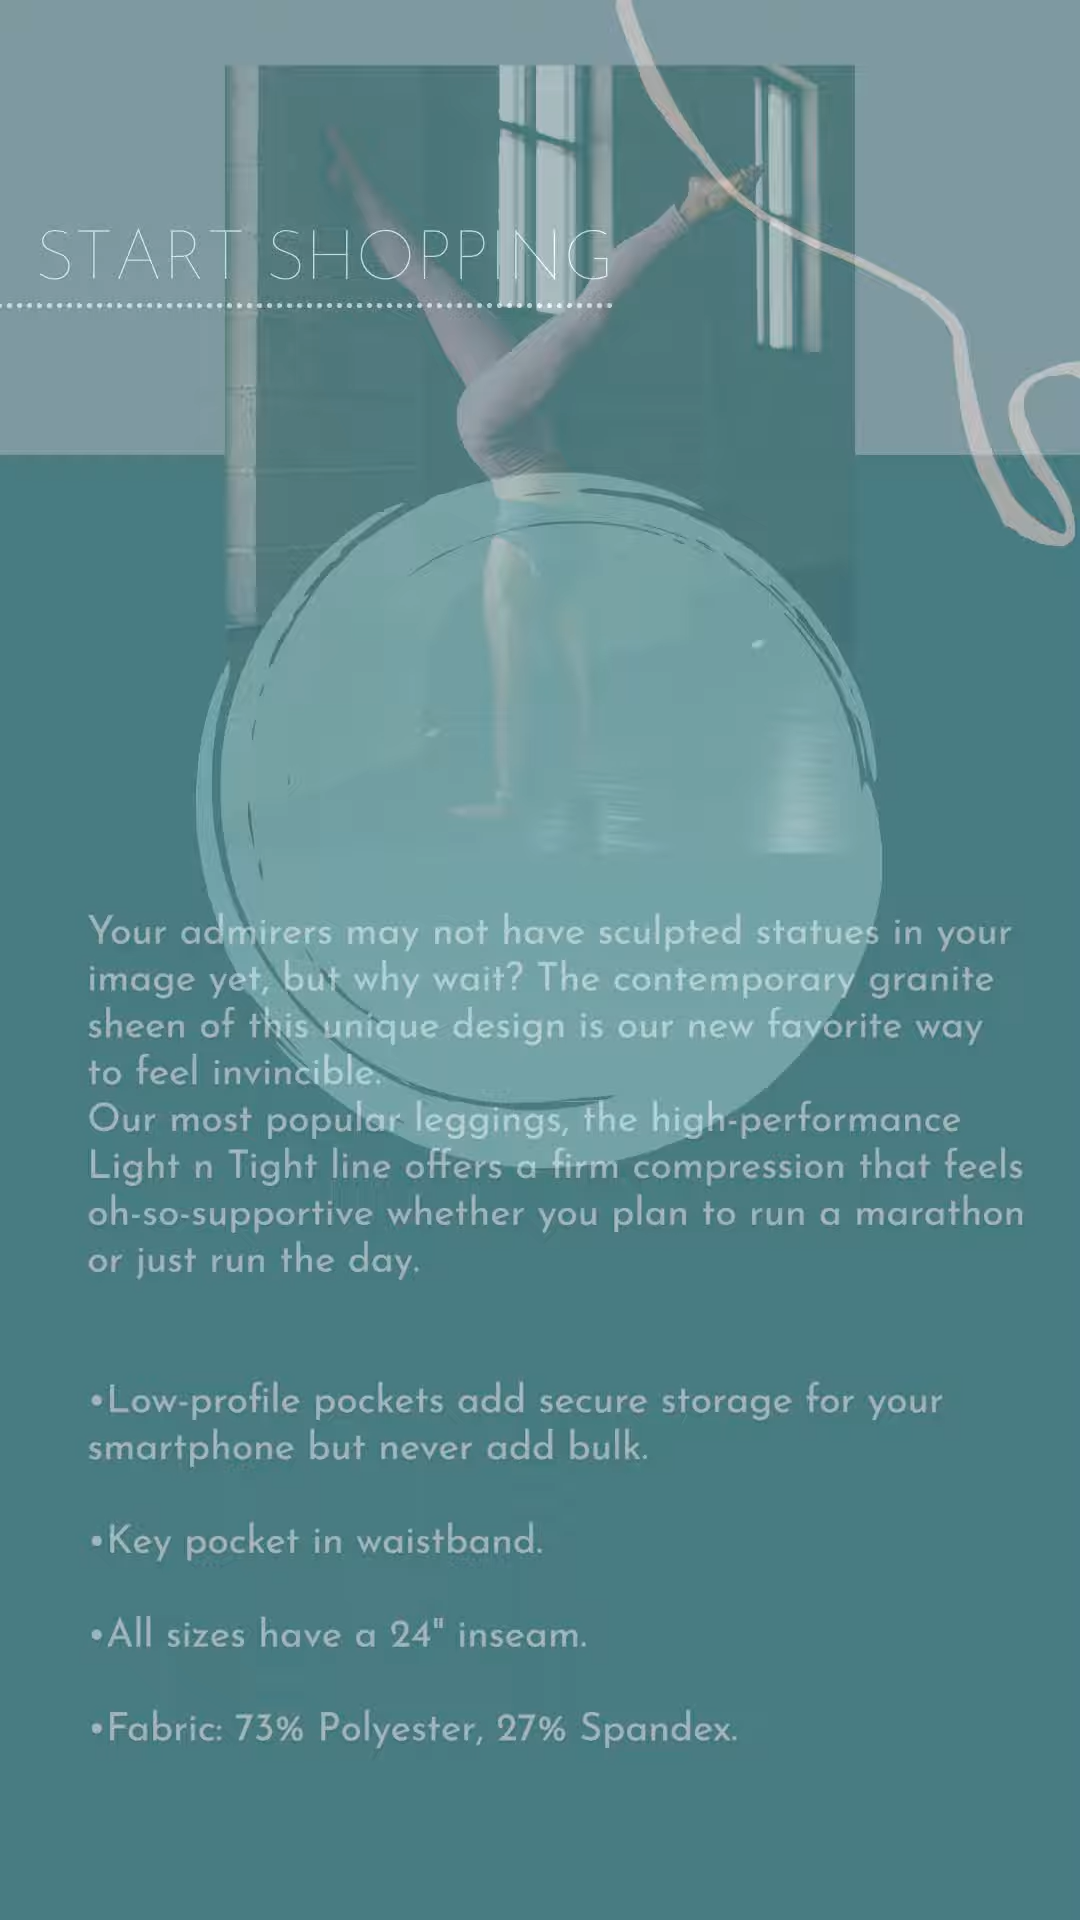 START SHOPPING
Your admirers may not have sculpted statues in your
image yet, but why wait? The contemporary granite
sheen of this unique design is our new favorite way
to feel invincible.
Our most popular leggings, the high-performance
Light n Tight line offers a firm compression that feels
oh-so-supportive whether you plan to run a marathon
or just run the day.
•Low-profile pockets add secure storage for your
smartphone but never add bulk.
•Key pocket in waistband.
•All sizes have a 24" inseam.
•Fabric: 73% Polyester, 27% Spandex.